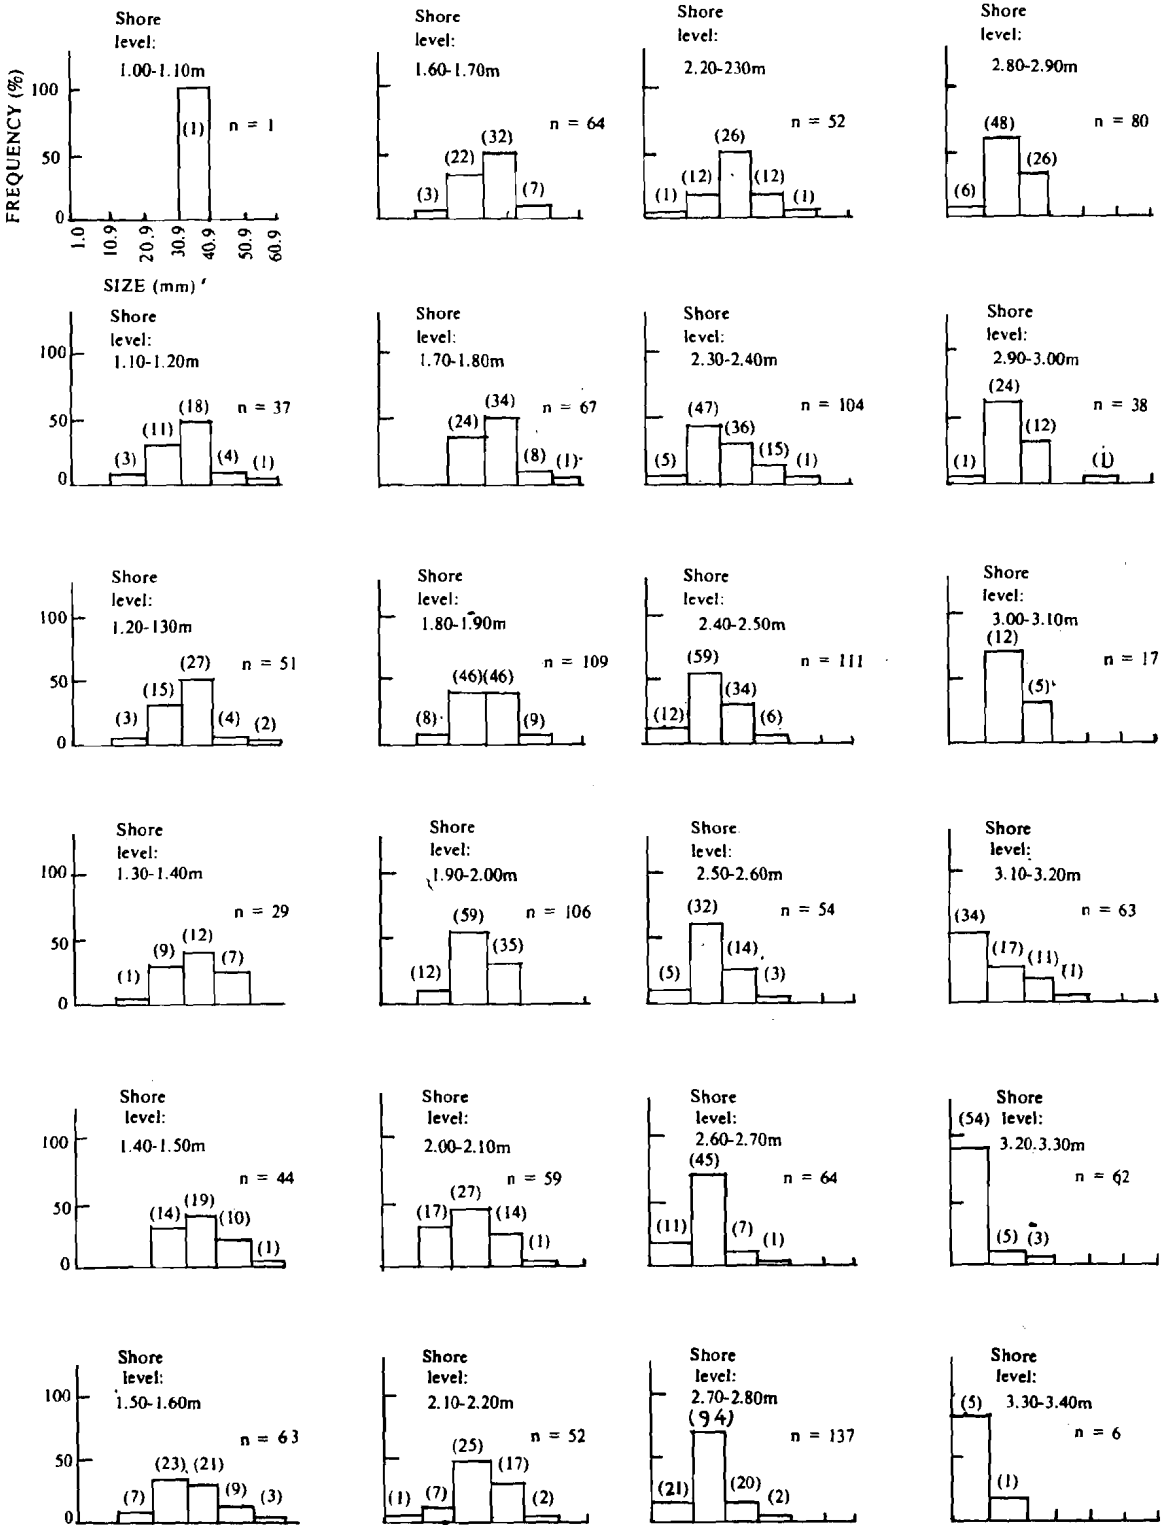 Shore
level:
1.00-1.10m
FREQUENCY (%)
100
50
0
(1)
n = 1
1.0
10.9
20.9
30.9
40.9
50.9
60.9
SIZE (mm)
Shore
level:
1.60-1.70m
n = 64
(3)
(22)
(32)
(7)
Shore
level:
2.20-230m
n = 52
(1)
(12)
(26)
(12)
(1)
Shore
level:
2.80-2.90m
n = 80
(6)
(48)
(26)
Shore
level:
1.10-1.20m
100
50
0
n = 37
(3)
(11)
(18)
(4)
(1)
Shore
level:
1.70-1.80m
n = 67
(24)
(34)
(8)
(1)
Shore
level:
2.30-2.40m
n = 104
(5)
(47)
(36)
(15)
(1)
Shore
level:
2.90-3.00m
n = 38
(1)
(24)
(12)
(1)
Shore
level:
1.20-130m
100
50
0
n = 51
(3)
(15)
(27)
(4)
(2)
Shore
level:
1.80-1.90m
n = 109
(8)
(46)(46)
(9)
Shore
level:
2.40-2.50m
n = 111
(12)
(59)
(34)
(6)
Shore
level:
3.00-3.10m
n = 17
(12)
(5)
Shore
level:
1.30-1.40m
100
50
0
n = 29
(1)
(9)
(12)
(7)
Shore
level:
1.90-2.00m
n = 106
(12)
(59)
(35)
Shore
level:
2.50-2.60m
n = 54
(5)
(32)
(14)
(3)
Shore
level:
3.10-3.20m
n = 63
(34)
(17)
(11)
(1)
Shore
level:
1.40-1.50m
100
50
0
n = 44
(14)
(19)
(10)
(1)
Shore
level:
2.00-2.10m
n = 59
(17)
(27)
(14)
(1)
Shore
level:
2.60-2.70m
n = 64
(11)
(45)
(7)
(1)
Shore
level:
3.20.3.30m
n = 62
(54)
(5)
(3)
Shore
level:
1.50-1.60m
100
50
0
n = 63
(7)
(23)
(21)
(9)
(3)
Shore
level:
2.10-2.20m
n = 52
(1)
(7)
(25)
(17)
(2)
Shore
level:
2.70-2.80m
n = 137
(21)
(94)
(20)
(2)
Shore
level:
3.30-3.40m
n = 6
(5)
(1)